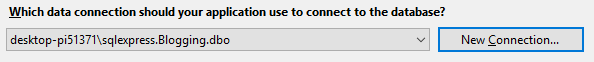 Which data connection should your application use to connect to the database?
desktop-pi51371\sqlexpress.Blogging.dbo
New Connection...